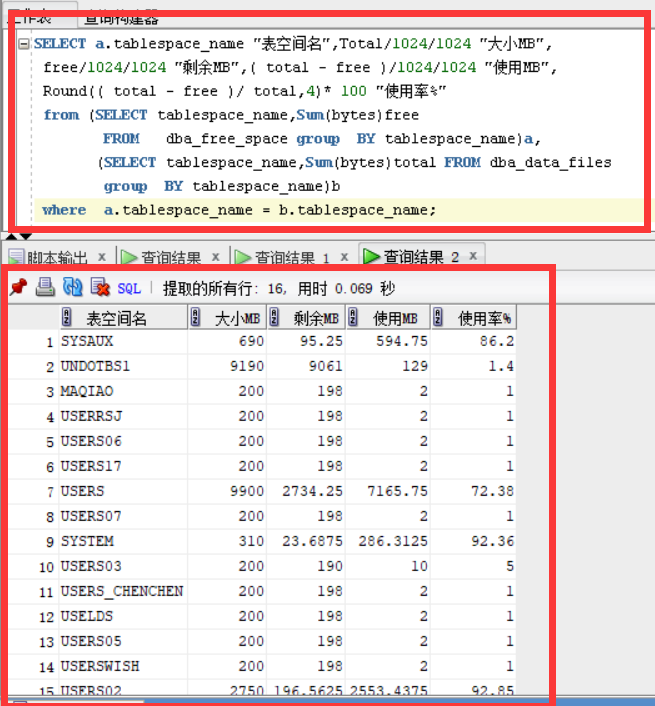 工作表 查询构建器
SELECT a.tablespace_name "表空间名",Total/1024/1024 "大小MB",
free/1024/1024 "剩余MB",( total - free )/1024/1024 "使用MB",
Round(( total - free )/ total,4)* 100 "使用率%"
from (SELECT tablespace_name,Sum(bytes)free
FROM dba_free_space group BY tablespace_name)a,
(SELECT tablespace_name,Sum(bytes)total FROM dba_data_files
group BY tablespace_name)b
where a.tablespace_name = b.tablespace_name;
脚本输出 x 查询结果 x 查询结果 1 x 查询结果 2 x
SQL | 提取的所有行: 16, 用时 0.069 秒
表空间名 大小MB 剩余MB 使用MB 使用率%
1 SYSAUX 690 95.25 594.75 86.2
2 UNDOTBS1 9190 9061 129 1.4
3 MAQIAO 200 198 2 1
4 USERRSJ 200 198 2 1
5 USERS06 200 198 2 1
6 USERS17 200 198 2 1
7 USERS 9900 2734.25 7165.75 72.38
8 USERS07 200 198 2 1
9 SYSTEM 310 23.6875 286.3125 92.36
10 USERS03 200 190 10 5
11 USERS_CHENCHEN 200 198 2 1
12 USELDS 200 198 2 1
13 USERS05 200 198 2 1
14 USERSWISH 200 198 2 1
15 USERS02 2750 196.5625 2553.4375 92.85